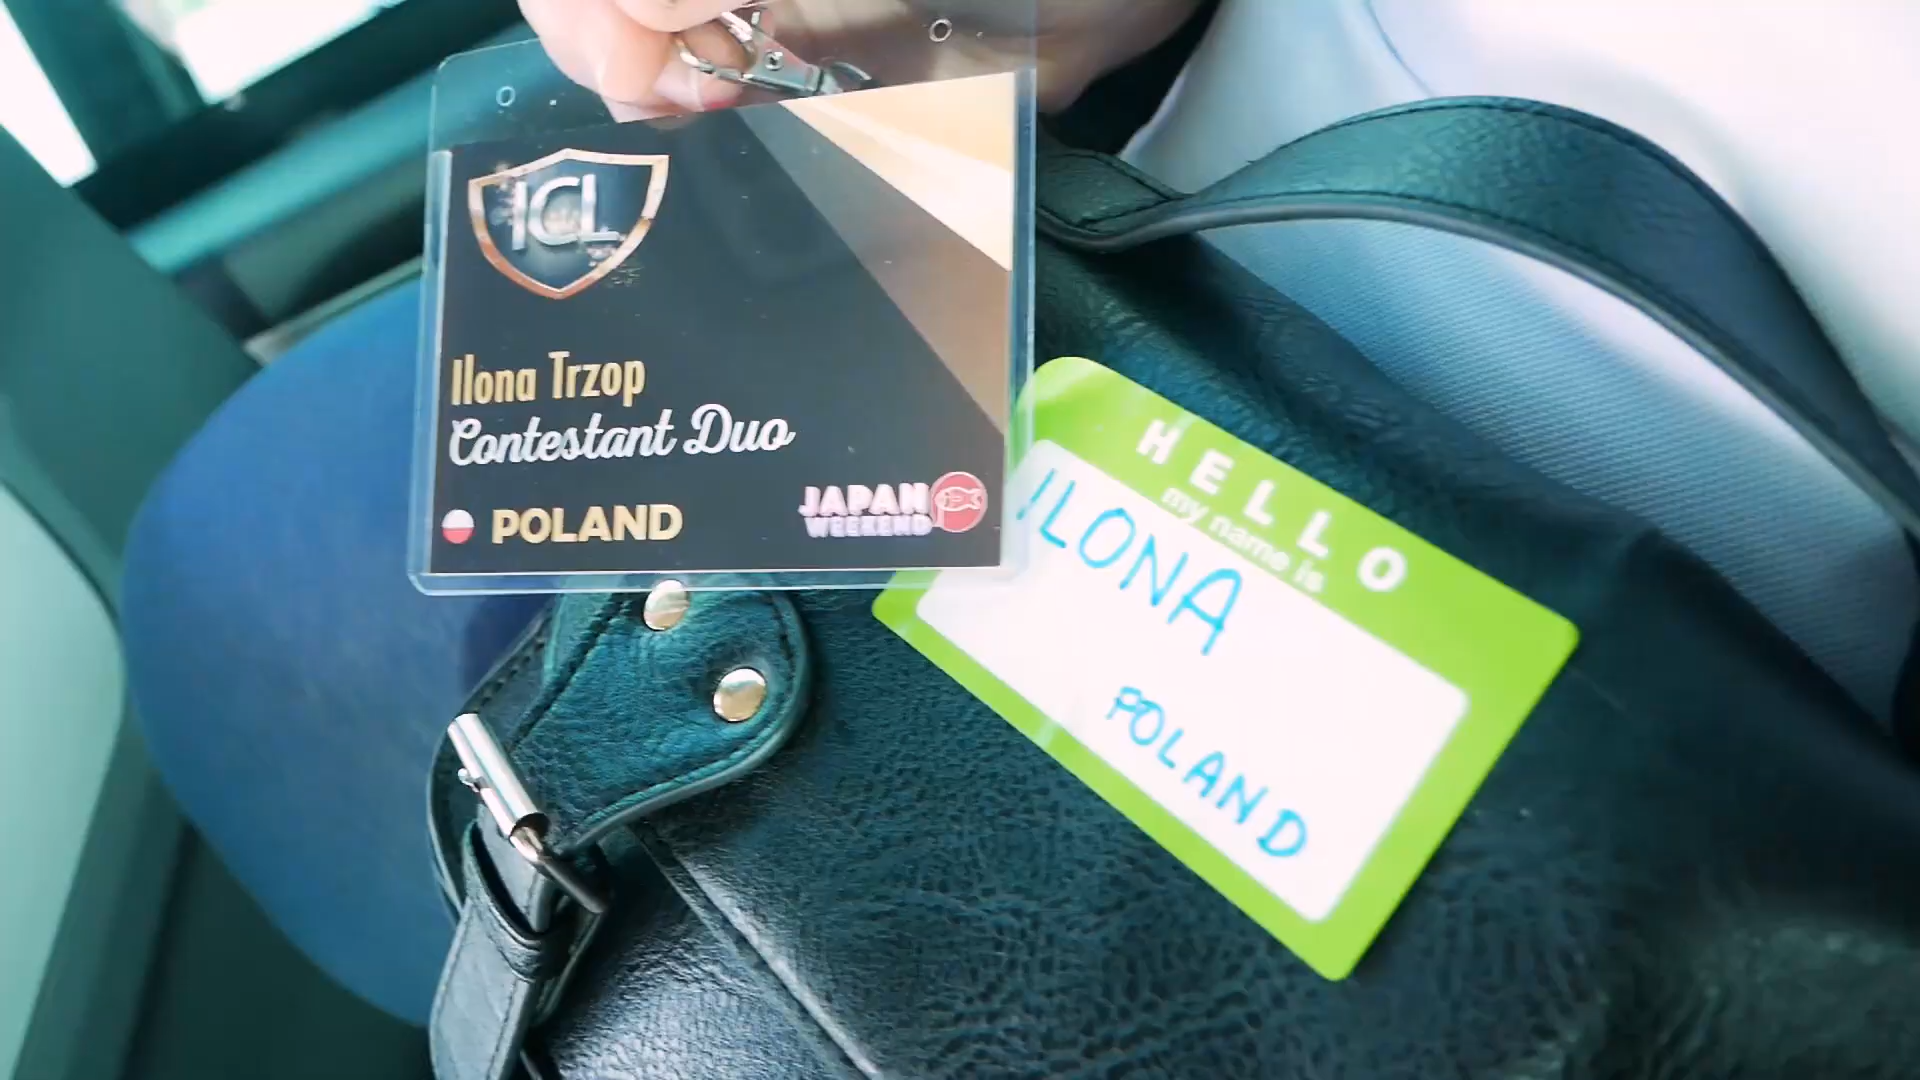 ICL
Ilona Trzop
Contestant Duo
POLAND
JAPAN
WEEKEND
HELLO
my name is
ILONA
POLAND